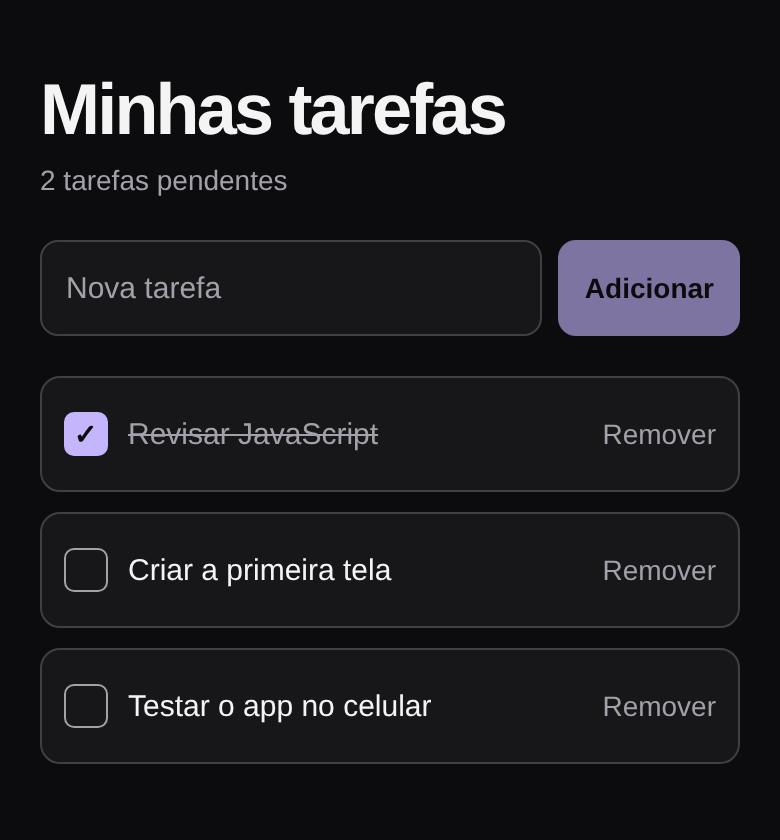 Minhas tarefas
2 tarefas pendentes
Nova tarefa
Adicionar
✓ Revisar JavaScript
Remover
Criar a primeira tela
Remover
Testar o app no celular
Remover